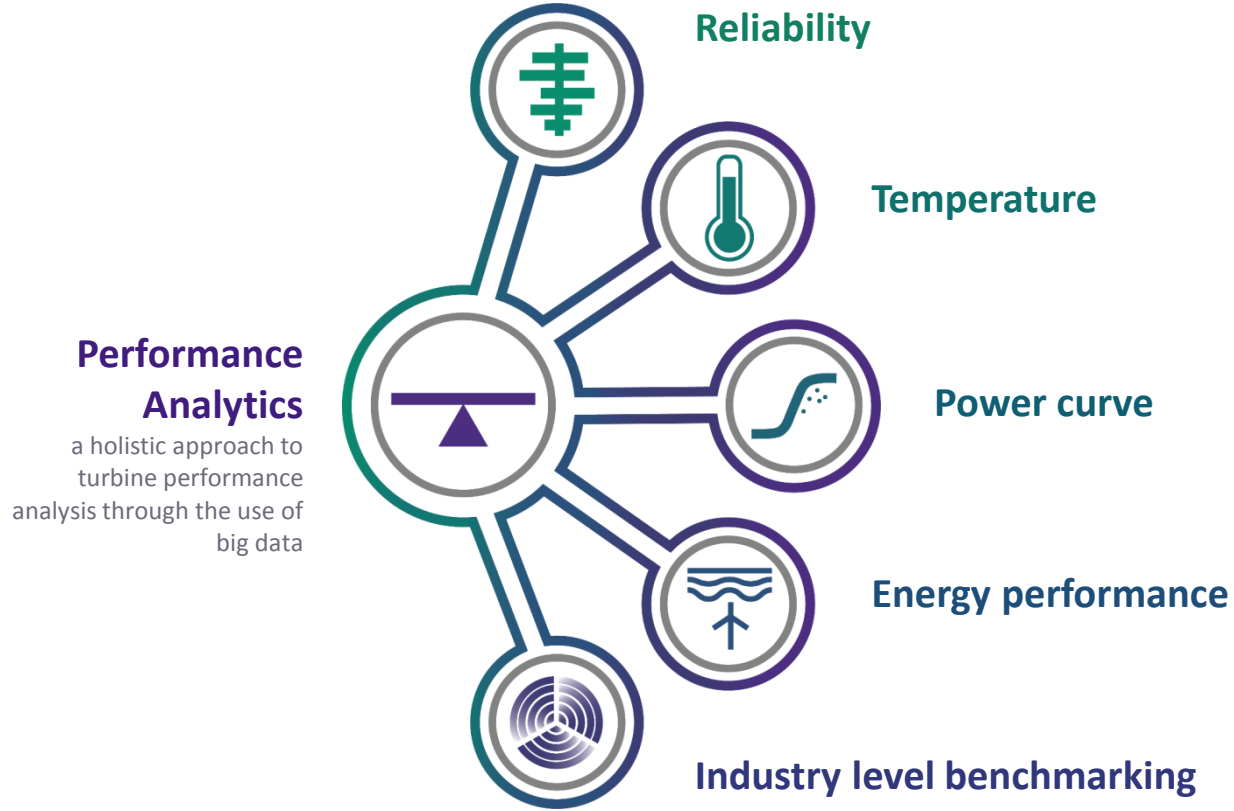 Reliability
Temperature
Performance
Analytics
a holistic approach to
turbine performance
analysis through the use of
big data
Power curve
Energy performance
Industry level benchmarking